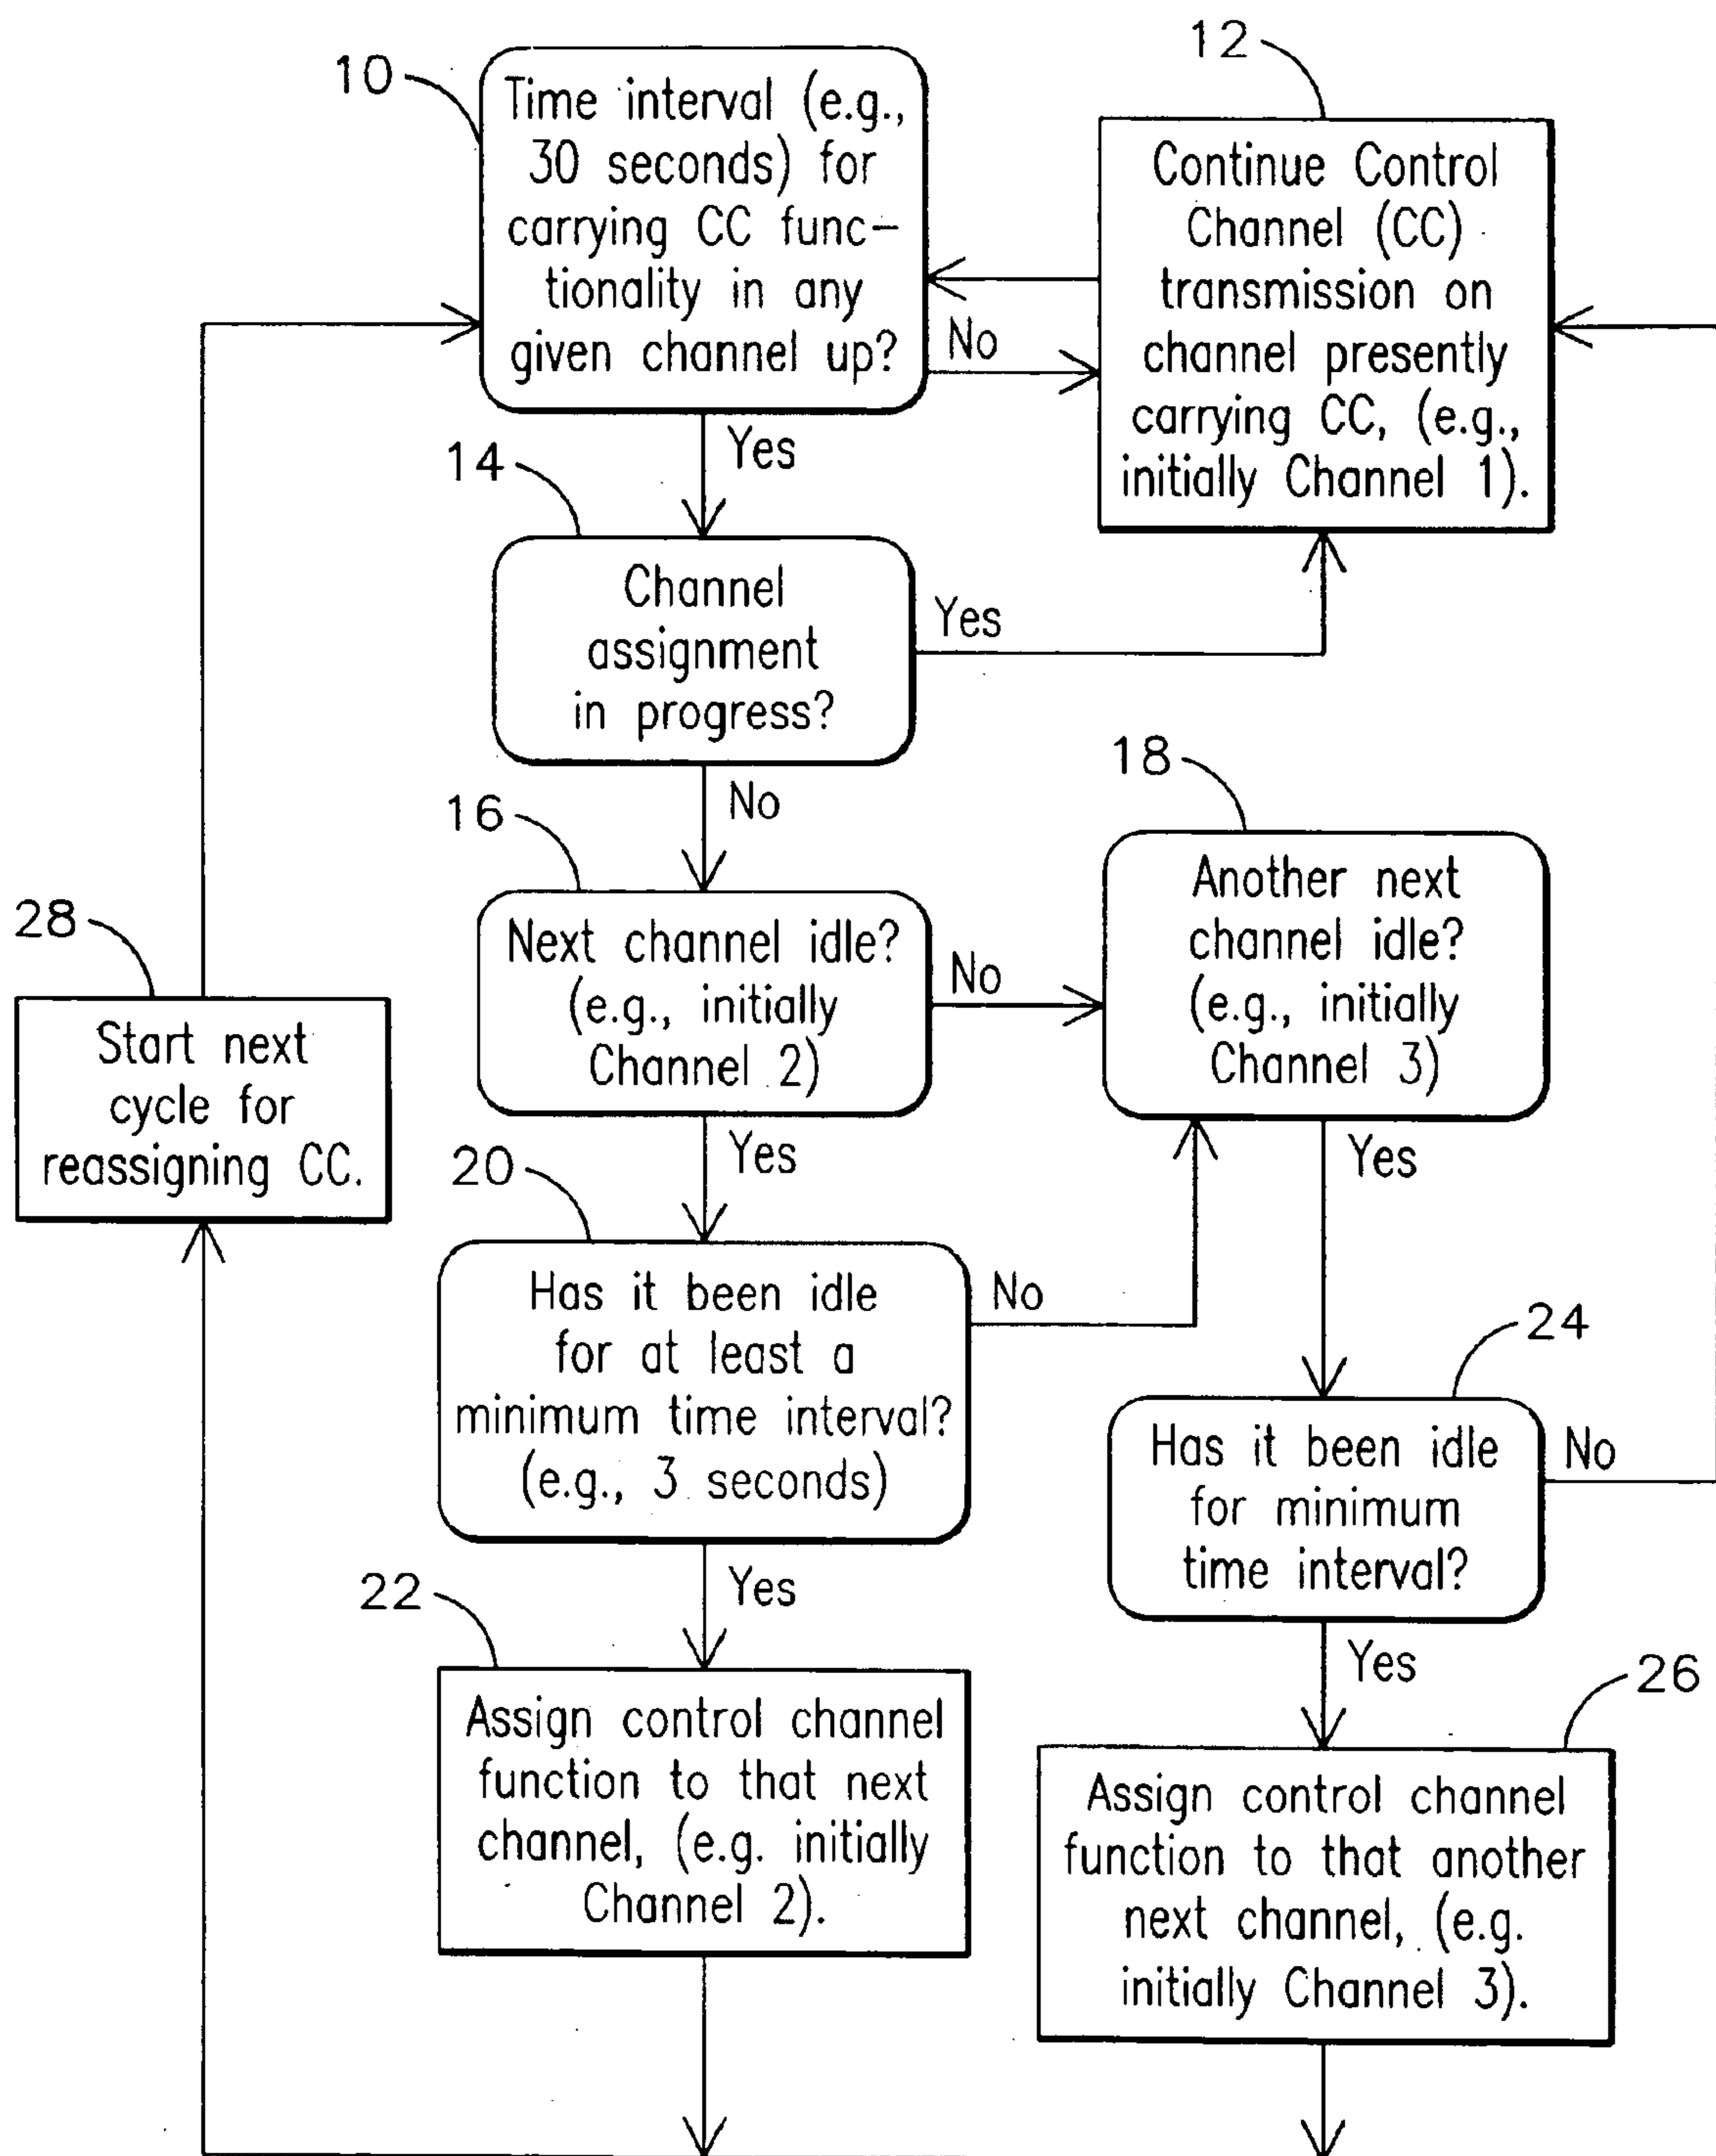 10
Time interval (e.g.,
30 seconds) for
carrying CC func-
tionality in any
given channel up?
12
Continue Control
Channel (CC)
transmission on
channel presently
carrying CC, (e.g.,
initially Channel 1).
No
Yes
14
Channel
assignment
in progress?
Yes
No
16
Next channel idle?
(e.g., initially
Channel 2)
No
18
Another next
channel idle?
(e.g., initially
Channel 3)
28
Start next
cycle for
reassigning CC.
Yes
Yes
20
Has it been idle
for at least a
minimum time interval?
(e.g., 3 seconds)
No
24
Has it been idle
for minimum
time interval?
No
Yes
22
Assign control channel
function to that next
channel, (e.g. initially
Channel 2).
Yes
26
Assign control channel
function to that another
next channel, (e.g.
initially Channel 3).